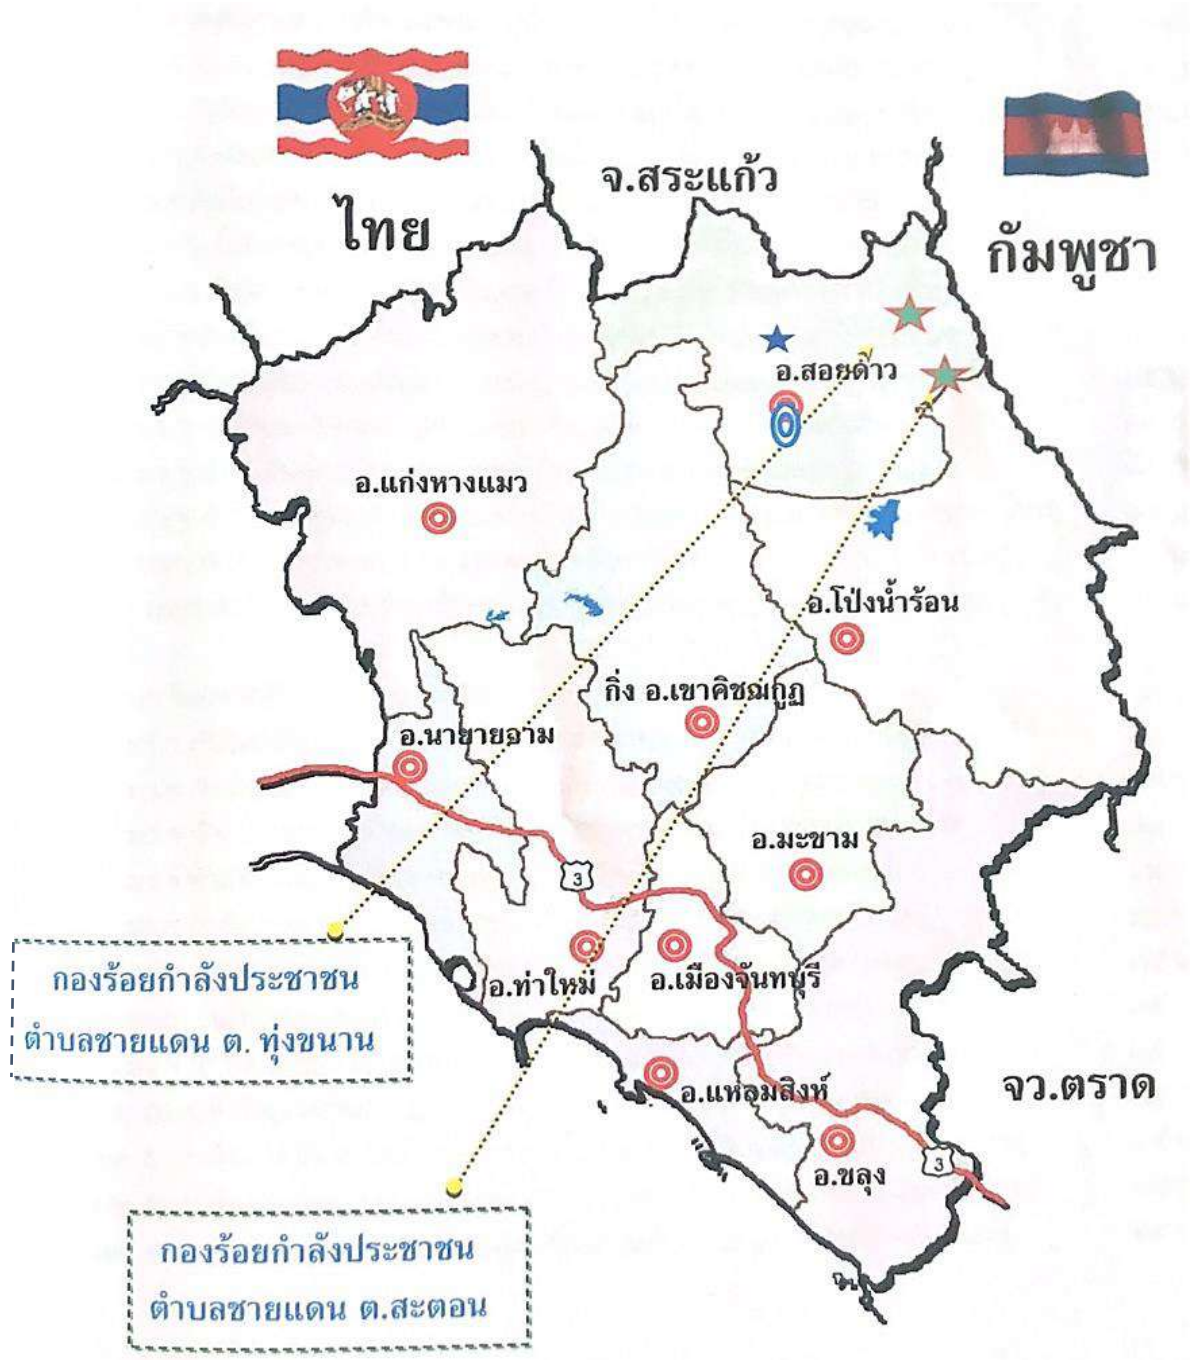 จ.สระแก้ว
ไทย
กัมพูชา
อ.สอยดาว
อ.แก่งหางแมว
อ.โป่งน้ำร้อน
กิ่ง อ.เขาคิชฌกูฏ
อ.นายายอาม
อ.มะขาม
3
อ.ท่าใหม่
อ.เมืองจันทบุรี
กองร้อยกำลังประชาชน
ตำบลชายแดน ต. ทุ่งขนาน
อ.แหลมสิงห์
จว.ตราด
3
อ.ขลุง
กองร้อยกำลังประชาชน
ตำบลชายแดน ต.สะตอน